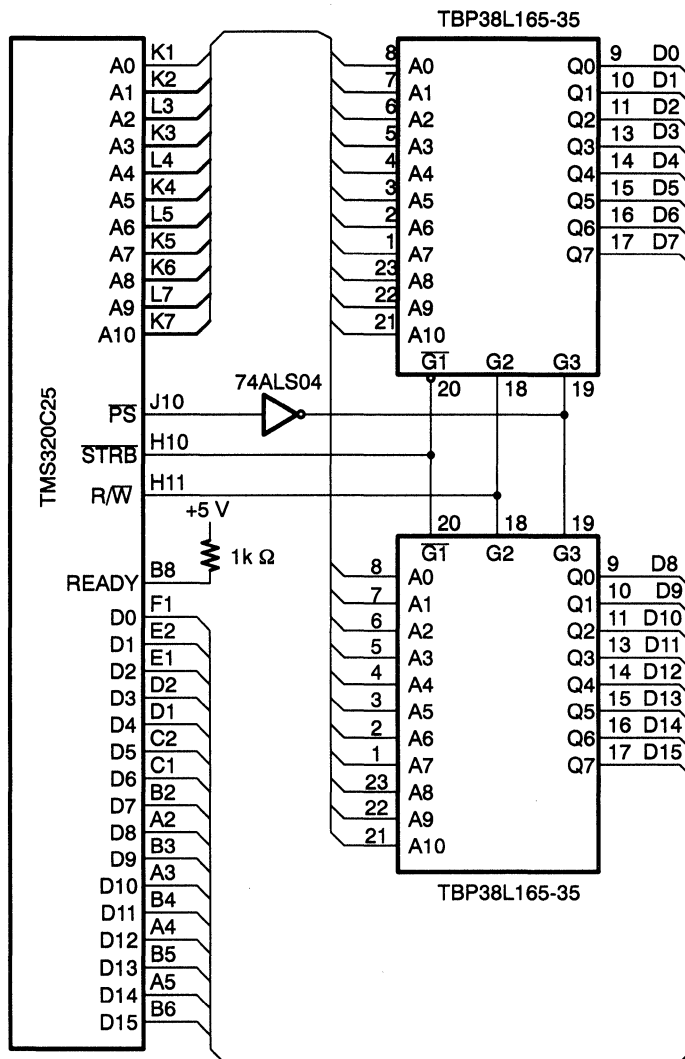 TBP38L165-35
TMS320C25
A0 K1
A1 K2
A2 L3
A3 K3
A4 L4
A5 K4
A6 L5
A7 K5
A8 K6
A9 L7
A10 K7
PS J10
STRB H10
R/W H11
+5 V
1k Ω
READY B8
D0 F1
D1 E2
D2 E1
D3 D2
D4 D1
D5 C2
D6 C1
D7 B2
D8 A2
D9 B3
D10 A3
D11 B4
D12 A4
D13 B5
D14 A5
D15 B6
74ALS04
8 A0 Q0 9 D0
7 A1 Q1 10 D1
6 A2 Q2 11 D2
5 A3 Q3 13 D3
4 A4 Q4 14 D4
3 A5 Q5 15 D5
2 A6 Q6 16 D6
1 A7 Q7 17 D7
23 A8
22 A9
21 A10
G1 G2 G3
20 18 19
20 18 19
G1 G2 G3
8 A0 Q0 9 D8
7 A1 Q1 10 D9
6 A2 Q2 11 D10
5 A3 Q3 13 D11
4 A4 Q4 14 D12
3 A5 Q5 15 D13
2 A6 Q6 16 D14
1 A7 Q7 17 D15
23 A8
22 A9
21 A10
TBP38L165-35